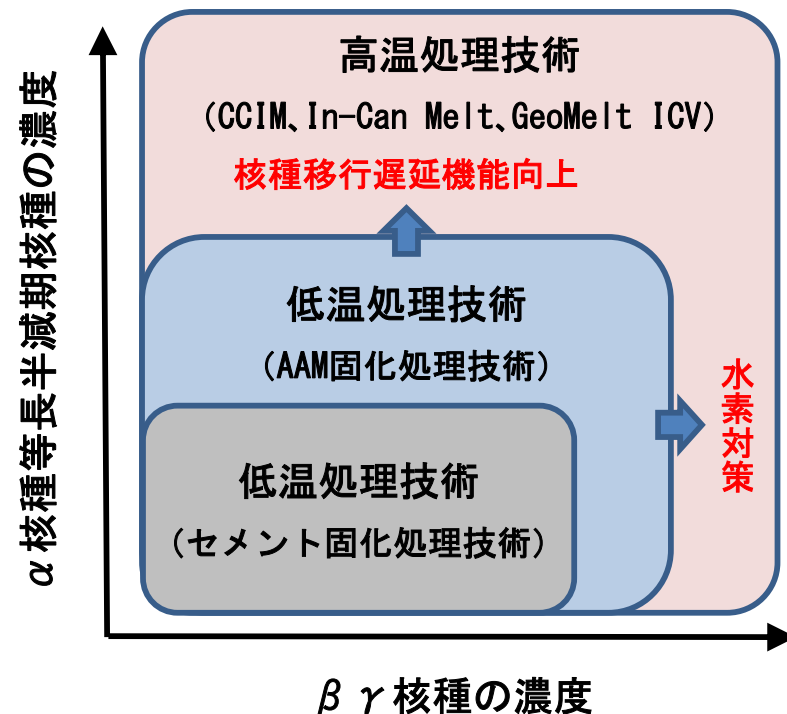 高温処理技術
(CCIM、In-Can Melt、GeoMelt ICV)
核種移行遅延機能向上
低温処理技術
(AAM固化処理技術)
水素対策
低温処理技術
(セメント固化処理技術)
α核種等長半減期核種の濃度
βγ核種の濃度